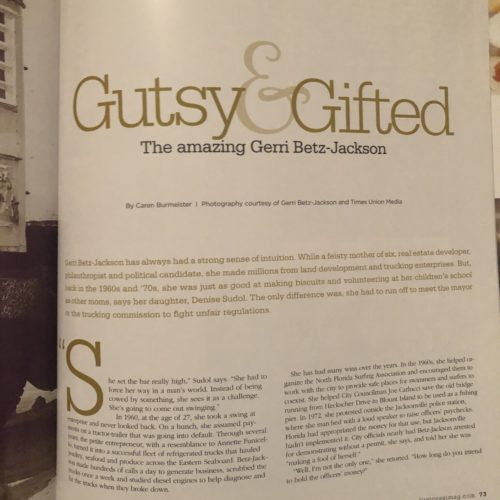 Gutsy & Gifted
The amazing Gerri Betz-Jackson
By Caren Burmeister | Photography courtesy of Gerri Betz-Jackson and Times Union Media
Gerri Betz-Jackson has always had a strong sense of intuition. While a feisty mother of six, real estate developer,
philanthropist and political candidate, she made millions from land development and trucking enterprises. But,
back in the 1960s and '70s, she was just as good at making biscuits and volunteering at her children's school
as other moms, says her daughter, Denise Sudol. The only difference was, she had to run off to meet the mayor
or the trucking commission to fight unfair regulations.
"She set the bar really high," Sudol says. "She had to
force her way in a man's world. Instead of being
cowed by something, she sees it as a challenge.
She's going to come out swinging."
In 1960, at the age of 27, she took a swing at
enterprise and never looked back. On a hunch, she assumed pay-
ments on a tractor-trailer that was going into default. Through several
years, the petite entrepreneur, with a resemblance to Annette Funicel-
lo, turned it into a successful fleet of refrigerated trucks that hauled
poultry, seafood and produce across the Eastern Seaboard. Betz-Jack-
son made hundreds of calls a day to generate business, scrubbed the
trucks once a week and studied diesel engines to help diagnose and
fix the trucks when they broke down.
She has had many wins over the years. In the 1960s, she helped or-
ganize the North Florida Surfing Association and encouraged them to
work with the city to provide safe places for swimmers and surfers to
coexist. She helped City Councilman Joe Carlucci save the old bridge
running from Heckscher Drive to Blount Island to be used as a fishing
pier. In 1972, she protested outside the Jacksonville police station,
where she manned with a loud speaker to raise officers' paychecks.
Florida had appropriated the money for that use, but Jacksonville
hadn't implemented it. City officials nearly had Betz-Jackson arrested
for demonstrating without a permit, she says, and told her she was
"making a fool of herself."
"Well, I'm not the only one," she returned. "How long do you intend
to hold the officers' money?"
73